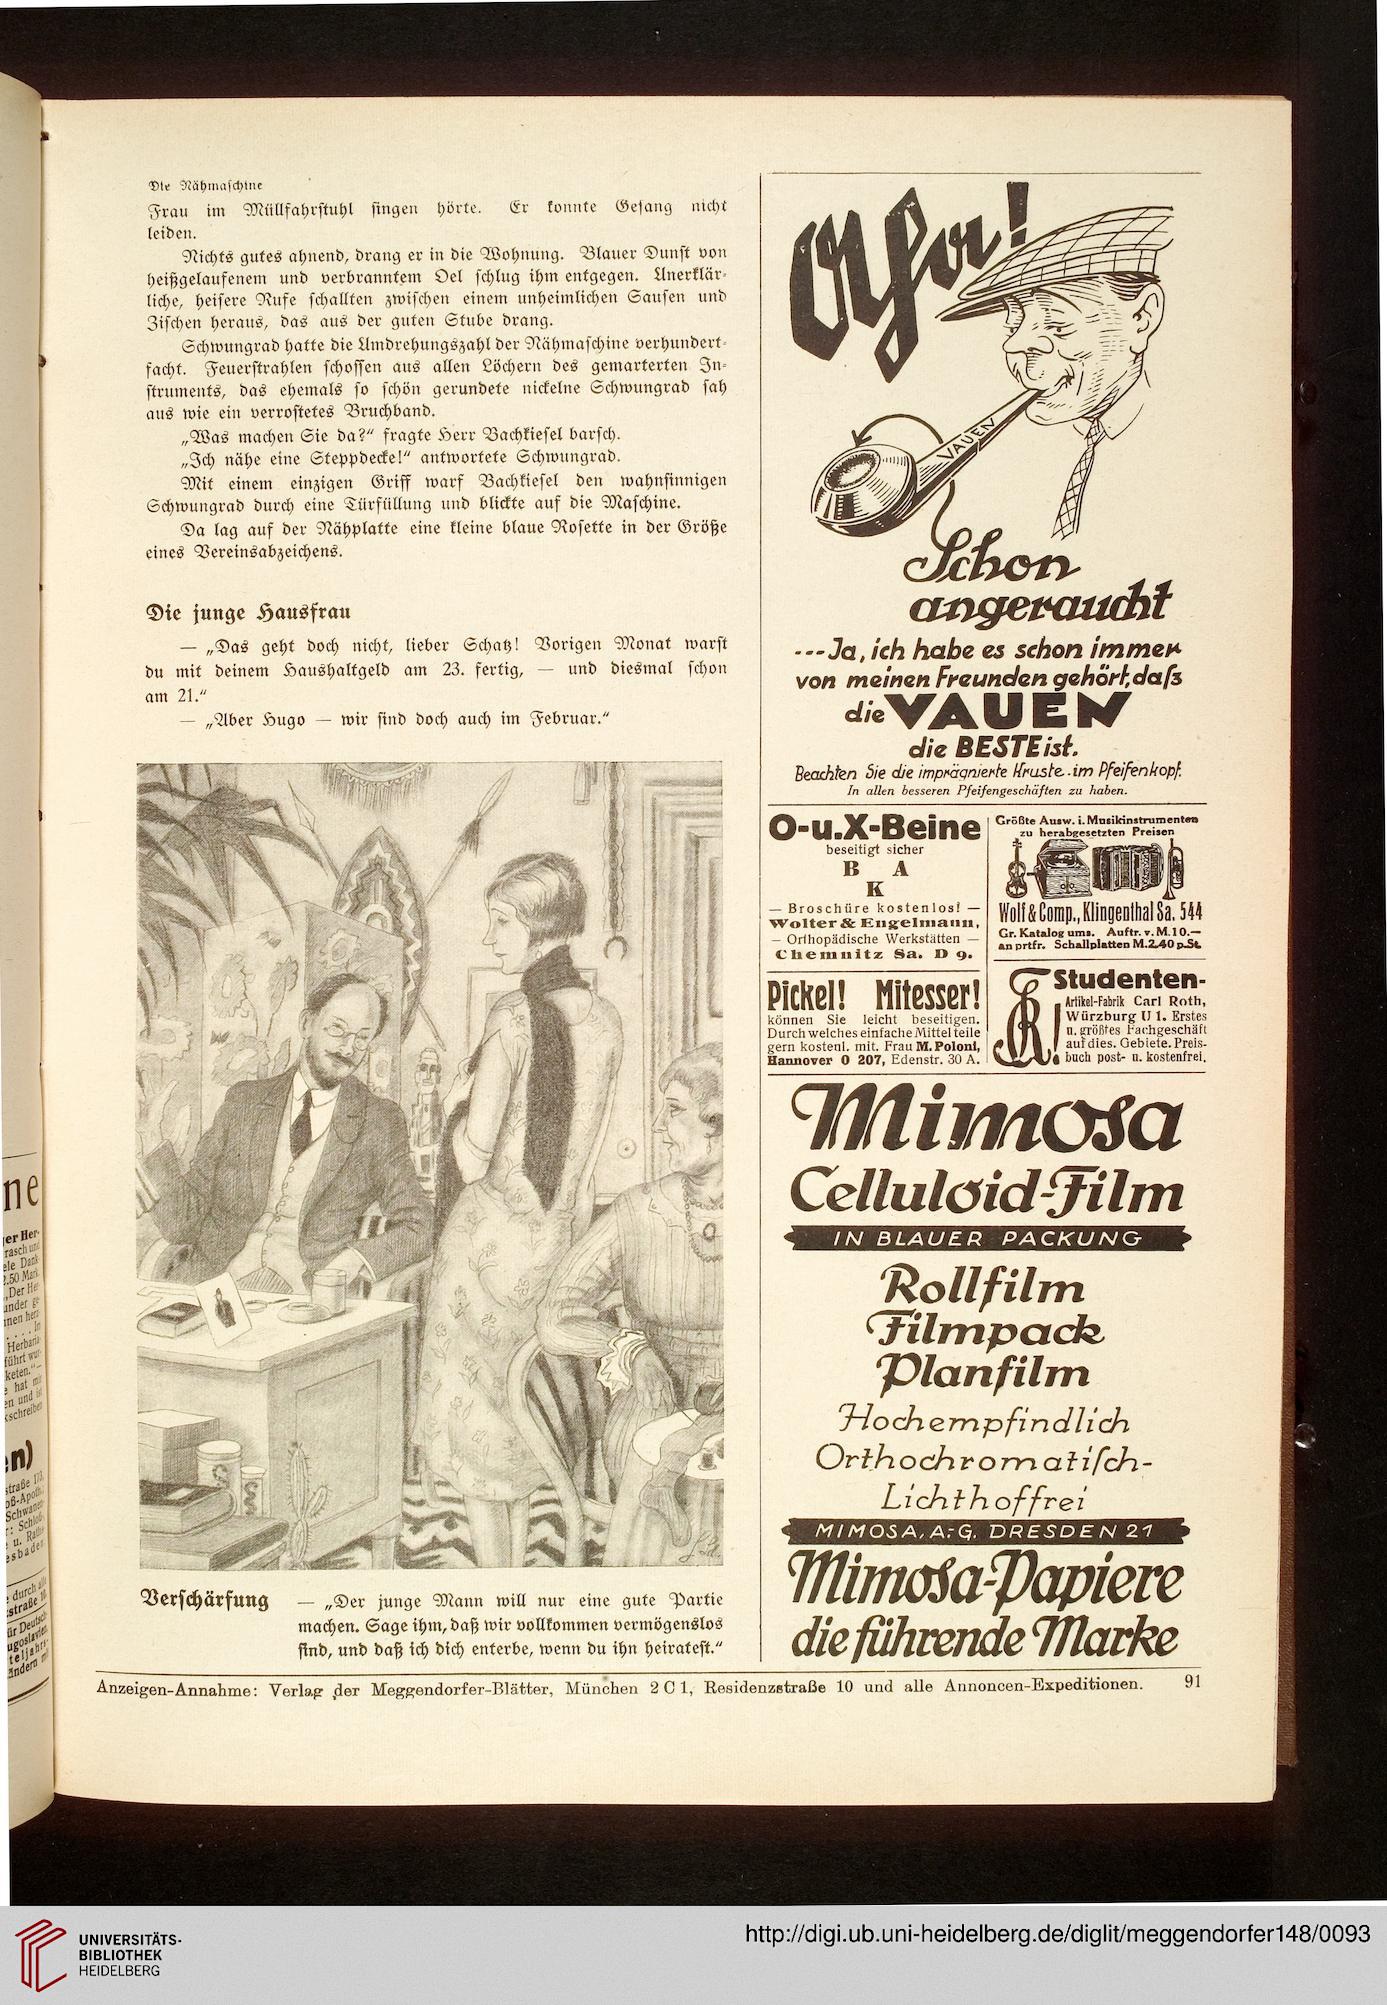 Die Nähmaschine
Frau im Müllfahrstuhl singen hörte. Er konnte Gesang nicht
leiden.
Nichts gutes ahnend, drang er in die Wohnung. Blauer Dunst von
heißgelaufenem und verbranntem Oel schlug ihm entgegen. Unerklär-
liche, heisere Rufe schallten zwischen einem unheimlichen Sausen und
Zischen heraus, das aus der guten Stube drang.
Schwungrad hatte die Umdrehungszahl der Nähmaschine verhundert-
facht. Feuerstrahlen schossen aus allen Löchern des gemarterten In-
struments, das ehemals so schön gerundete nickelne Schwungrad sah
aus wie ein verrostetes Bruchband.
„Was machen Sie da?“ fragte Herr Bachkiesel barsch.
„Ich nähe eine Steppdecke!“ antwortete Schwungrad.
Mit einem einzigen Griff warf Bachkiesel den wahnsinnigen
Schwungrad durch eine Türfüllung und blickte auf die Maschine.
Da lag auf der Nähplatte eine kleine blaue Rosette in der Größe
eines Vereinsabzeichens.
Die junge Hausfrau
— „Das geht doch nicht, lieber Schatz! Vorigen Monat warst
du mit deinem Haushaltgeld am 23. fertig, — und diesmal schon
am 21.“
— „Aber Hugo — wir sind doch auch im Februar.“
Verschärfung — „Der junge Mann will nur eine gute Partie
machen. Sage ihm, daß wir vollkommen vermögenslos
sind, und daß ich dich enterbe, wenn du ihn heiratest.“
Aha!
VAUEN
Schon
angeraucht
---Ja, ich habe es schon immer
von meinen Freunden gehört, daß
die VAUEN
die BESTE ist.
Beachten Sie die imprägnierte Kruste im Pfeifenkopf.
In allen besseren Pfeifengeschäften zu haben.
O-u.X-Beine
beseitigt sicher
B A
K
— Broschüre kostenlos! —
Wolter & Engelmann,
— Orthopädische Werkstätten —
Chemnitz Sa. D 9.
Größte Ausw. i. Musikinstrumenten
zu herabgesetzten Preisen
Wolf & Comp., Klingenthal Sa. 544
Gr. Katalog ums. Auftr. v. M.10.—
an prtfr. Schallplatten M.2.40 p.St.
Pickel! Mitesser!
können Sie leicht beseitigen.
Durch welches einfache Mittel teile
gern kostenl. mit. Frau M. Poloni,
Hannover O 207, Edenstr. 30 A.
Studenten-
Artikel-Fabrik Carl Roth,
Würzburg U 1. Erstes
u. größtes Fachgeschäft
auf dies. Gebiete. Preis-
buch post- u. kostenfrei.
Mimosa
Celluloid-Film
IN BLAUER PACKUNG
Rollfilm
Filmpack
Planfilm
Hochempfindlich
Orthochromatisch-
Lichthoffrei
MIMOSA, A.-G. DRESDEN 21
Mimosa-Papiere
die führende Marke
Anzeigen-Annahme: Verlag der Meggendorfer-Blätter, München 2 C 1, Residenzstraße 10 und alle Annoncen-Expeditionen. 91
UNIVERSITÄTS-
BIBLIOTHEK
HEIDELBERG
http://digi.ub.uni-heidelberg.de/diglit/meggendorfer148/0093